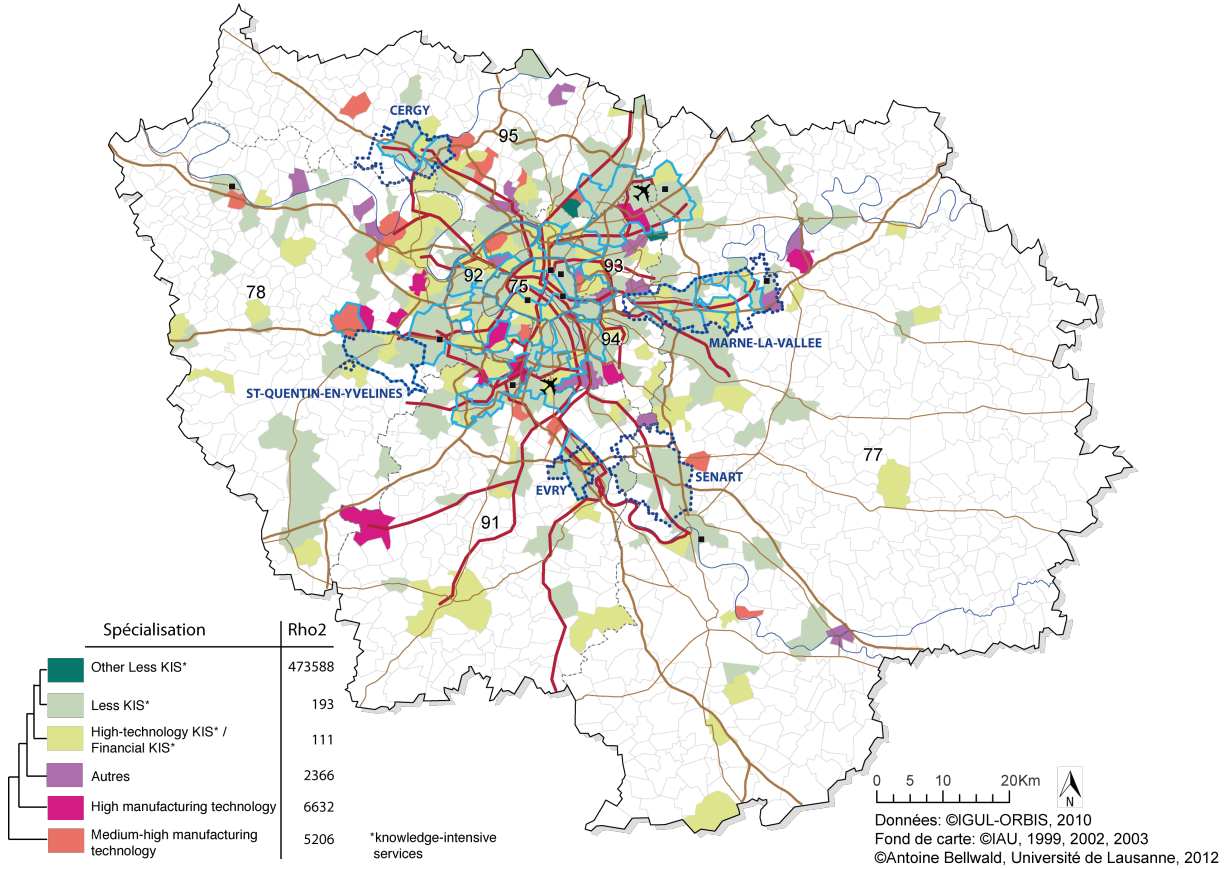 CERGY
95
92
75
93
78
94
MARNE-LA-VALLEE
ST-QUENTIN-EN-YVELINES
77
EVRY
SENART
91
Spécialisation Rho2
Other Less KIS* 473588
Less KIS* 193
High-technology KIS* /
Financial KIS* 111
Autres 2366
High manufacturing technology 6632
Medium-high manufacturing
technology 5206
*knowledge-intensive
services
0 5 10 20Km
N
Données: ©IGUL-ORBIS, 2010
Fond de carte: ©IAU, 1999, 2002, 2003
©Antoine Bellwald, Université de Lausanne, 2012